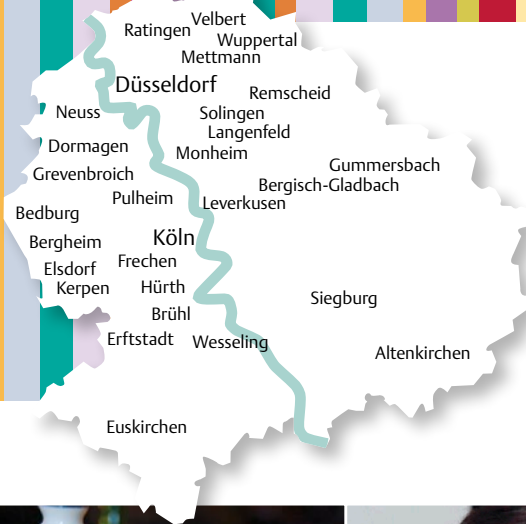 Velbert
Ratingen
Wuppertal
Mettmann
Düsseldorf
Remscheid
Neuss
Solingen
Langenfeld
Dormagen
Monheim
Gummersbach
Grevenbroich
Bergisch-Gladbach
Pulheim
Leverkusen
Bedburg
Köln
Bergheim
Frechen
Elsdorf
Kerpen
Hürth
Siegburg
Brühl
Erftstadt
Wesseling
Altenkirchen
Euskirchen